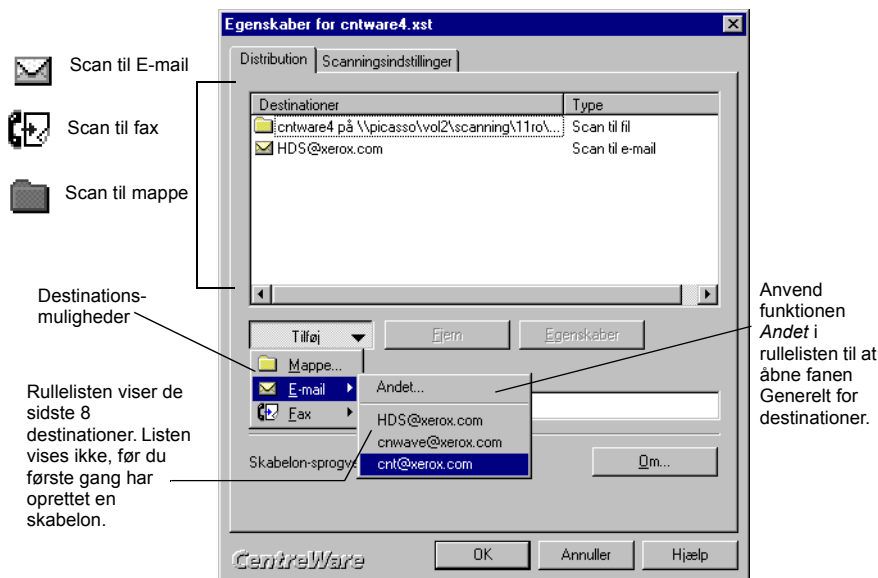 Egenskaber for cntware4.xst
Distribution
Scanningsindstillinger
Scan til E-mail
Scan til fax
Scan til mappe
Destinationer
Type
cntware4 på \\picasso\vol2\scanning\11ro\...
Scan til fil
HDS@xerox.com
Scan til e-mail
Destinations-
muligheder
Tilføj
Fjern
Egenskaber
Mappe...
E-mail
Fax
Andet...
HDS@xerox.com
cnwave@xerox.com
cnt@xerox.com
Rullelisten viser de
sidste 8
destinationer. Listen
vises ikke, før du
første gang har
oprettet en
skabelon.
Anvend
funktionen
Andet i
rullelisten til at
åbne fanen
Generelt for
destinationer.
Skabelon-sprogve
Om...
CentreWare
OK
Annuller
Hjælp